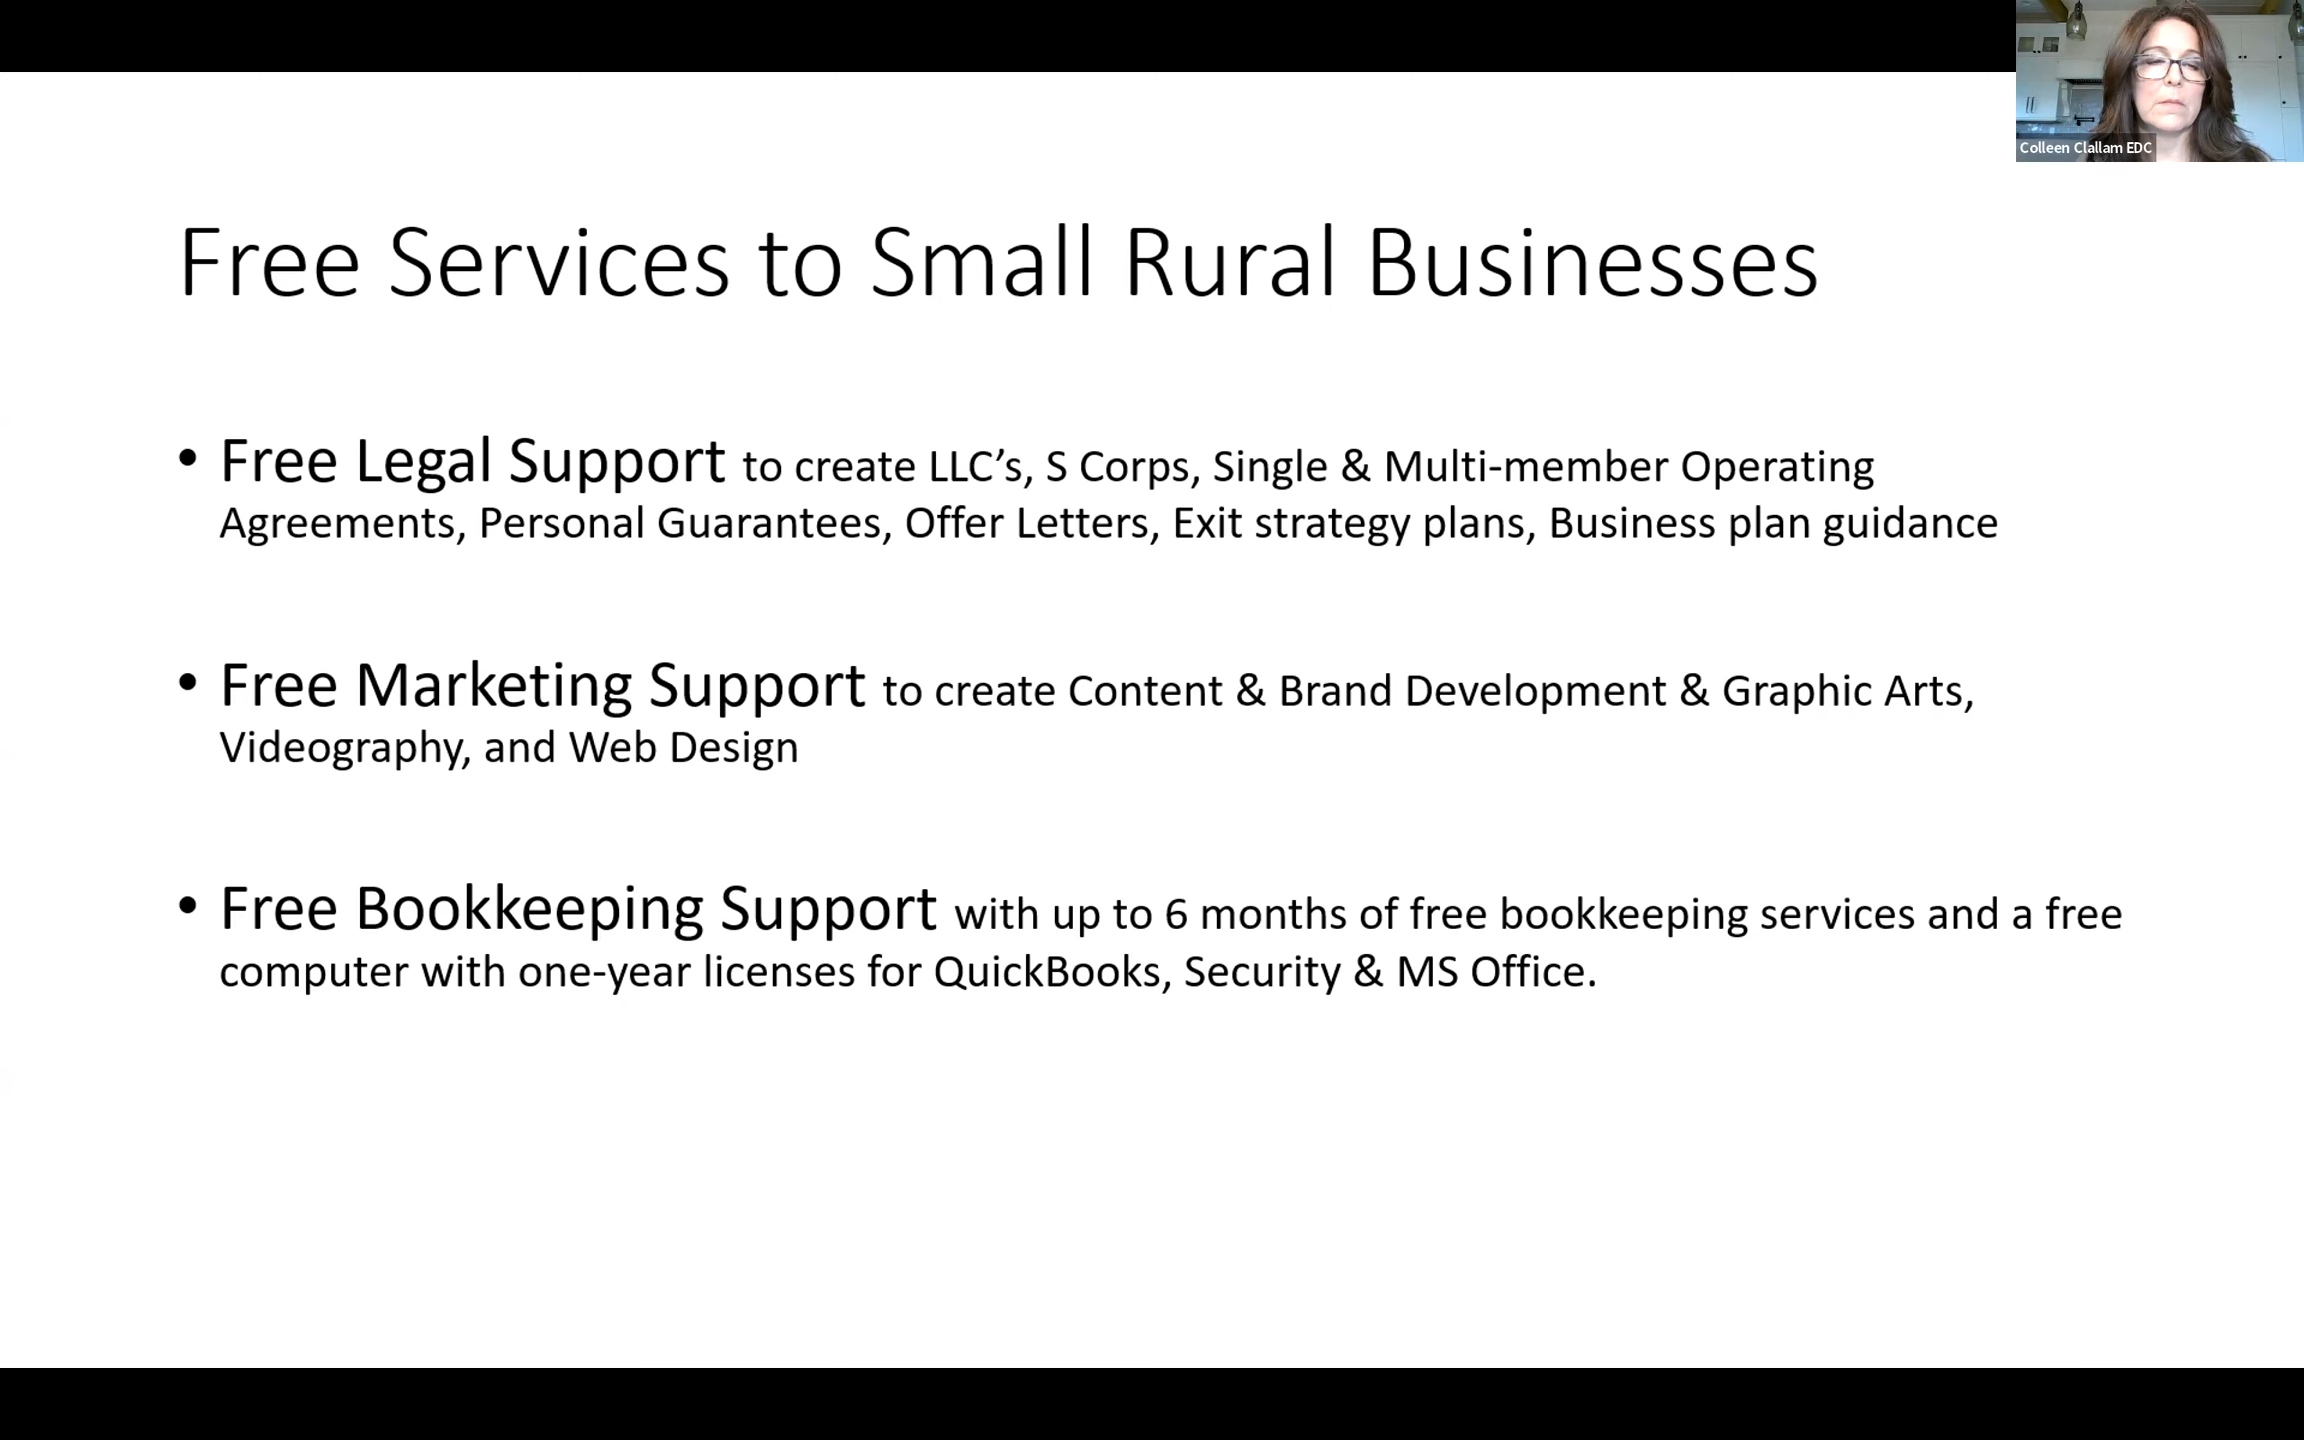 Colleen Clallam EDC
Free Services to Small Rural Businesses
• Free Legal Support to create LLC’s, S Corps, Single & Multi-member Operating
Agreements, Personal Guarantees, Offer Letters, Exit strategy plans, Business plan guidance
• Free Marketing Support to create Content & Brand Development & Graphic Arts,
Videography, and Web Design
• Free Bookkeeping Support with up to 6 months of free bookkeeping services and a free
computer with one-year licenses for QuickBooks, Security & MS Office.